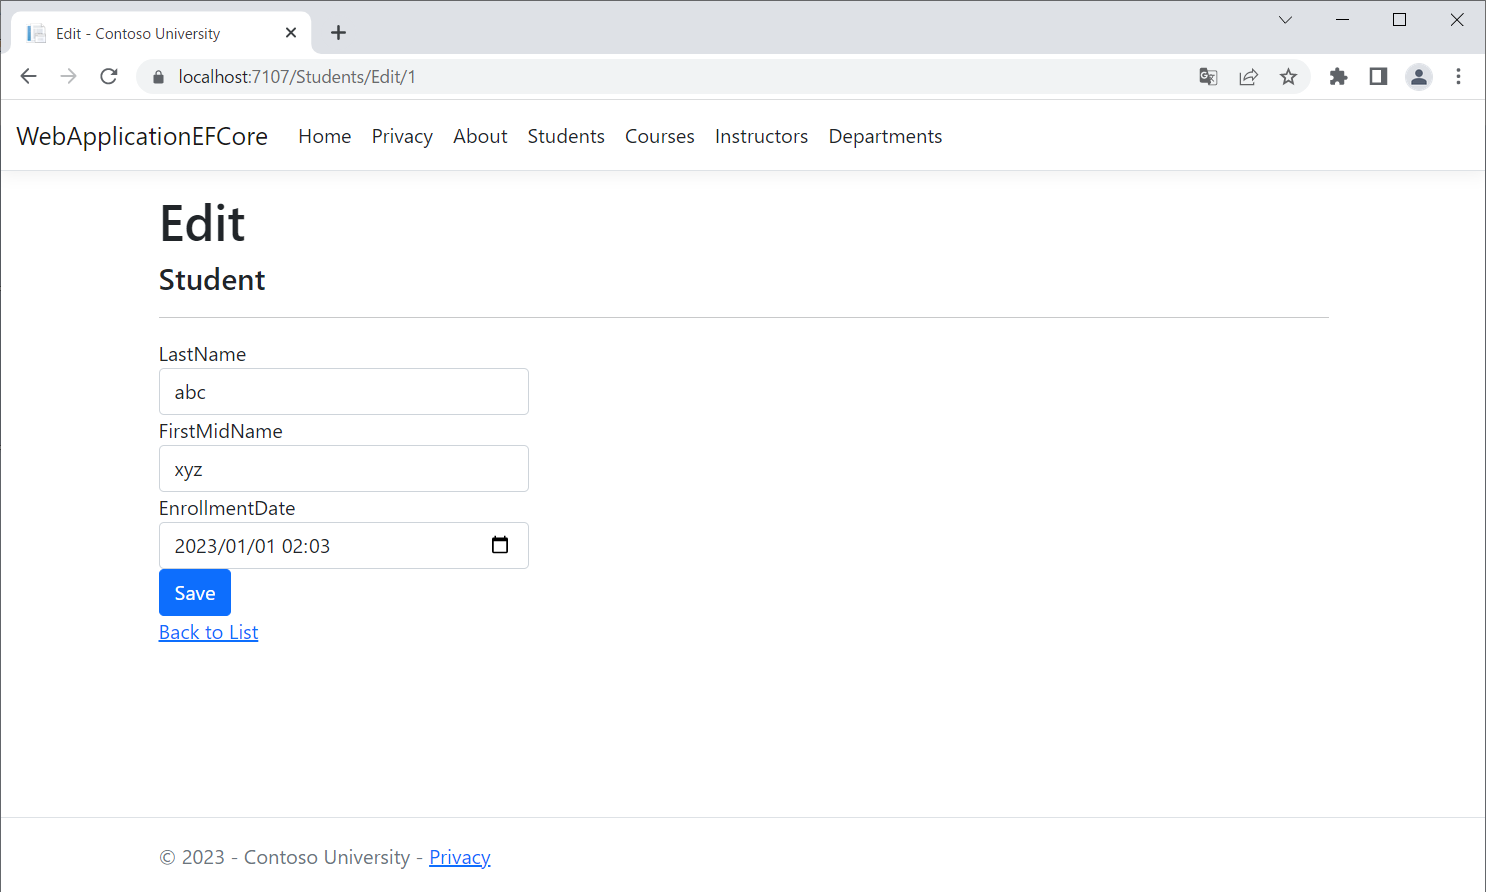 Edit - Contoso University
localhost:7107/Students/Edit/1
WebApplicationEFCore Home Privacy About Students Courses Instructors Departments
Edit
Student
LastName
abc
FirstMidName
xyz
EnrollmentDate
2023/01/01 02:03
Save
Back to List
© 2023 - Contoso University - Privacy